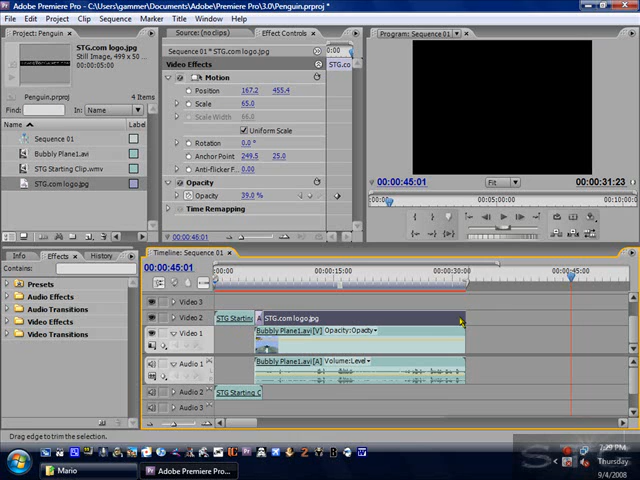 Adobe Premiere Pro - C:\Users\gammer\Documents\Adobe\Premiere Pro\3.0\Penguin.prproj *
File Edit Project Clip Sequence Marker Title Window Help
Project: Penguin
STG.com logo.jpg
Still Image, 499 x 50 ...
00:00:05:00
Penguin.prproj 4 Items
Find: In: Name
Name Label
Sequence 01
Bubbly Plane1.avi
STG Starting Clip.wmv
STG.com logo.jpg
Source: (no clips) Effect Controls
Sequence 01 * STG.com logo.jpg
0:00
Video Effects STG.co
Motion
Position 167.2 455.4
Scale 65.0
Scale Width 66.0
Uniform Scale
Rotation 0.0 °
Anchor Point 249.5 25.0
Anti-flicker F 0.00
Opacity
Opacity 39.0 %
Time Remapping
00:00:45:01
Program: Sequence 01
00:00:45:01 Fit 00:00:31:23
00:00 00:05:00:00 00:10:00:0
Info Effects History
Contains:
Presets
Audio Effects
Audio Transitions
Video Effects
Video Transitions
Timeline: Sequence 01
00:00:45:01
00:00 00:00:15:00 00:00:30:00 00:00:45:00
Video 3
Video 2 STG Starting A STG.com logo.jpg
Video 1 Bubbly Plane1.avi [V] Opacity:Opacity
Audio 1 Bubbly Plane1.avi [A] Volume:Level
Audio 2 STG Starting C
Audio 3
Drag edge to trim the selection.
Mario Adobe Premiere Pro ...
7:29 PM
Thursday
9/4/2008